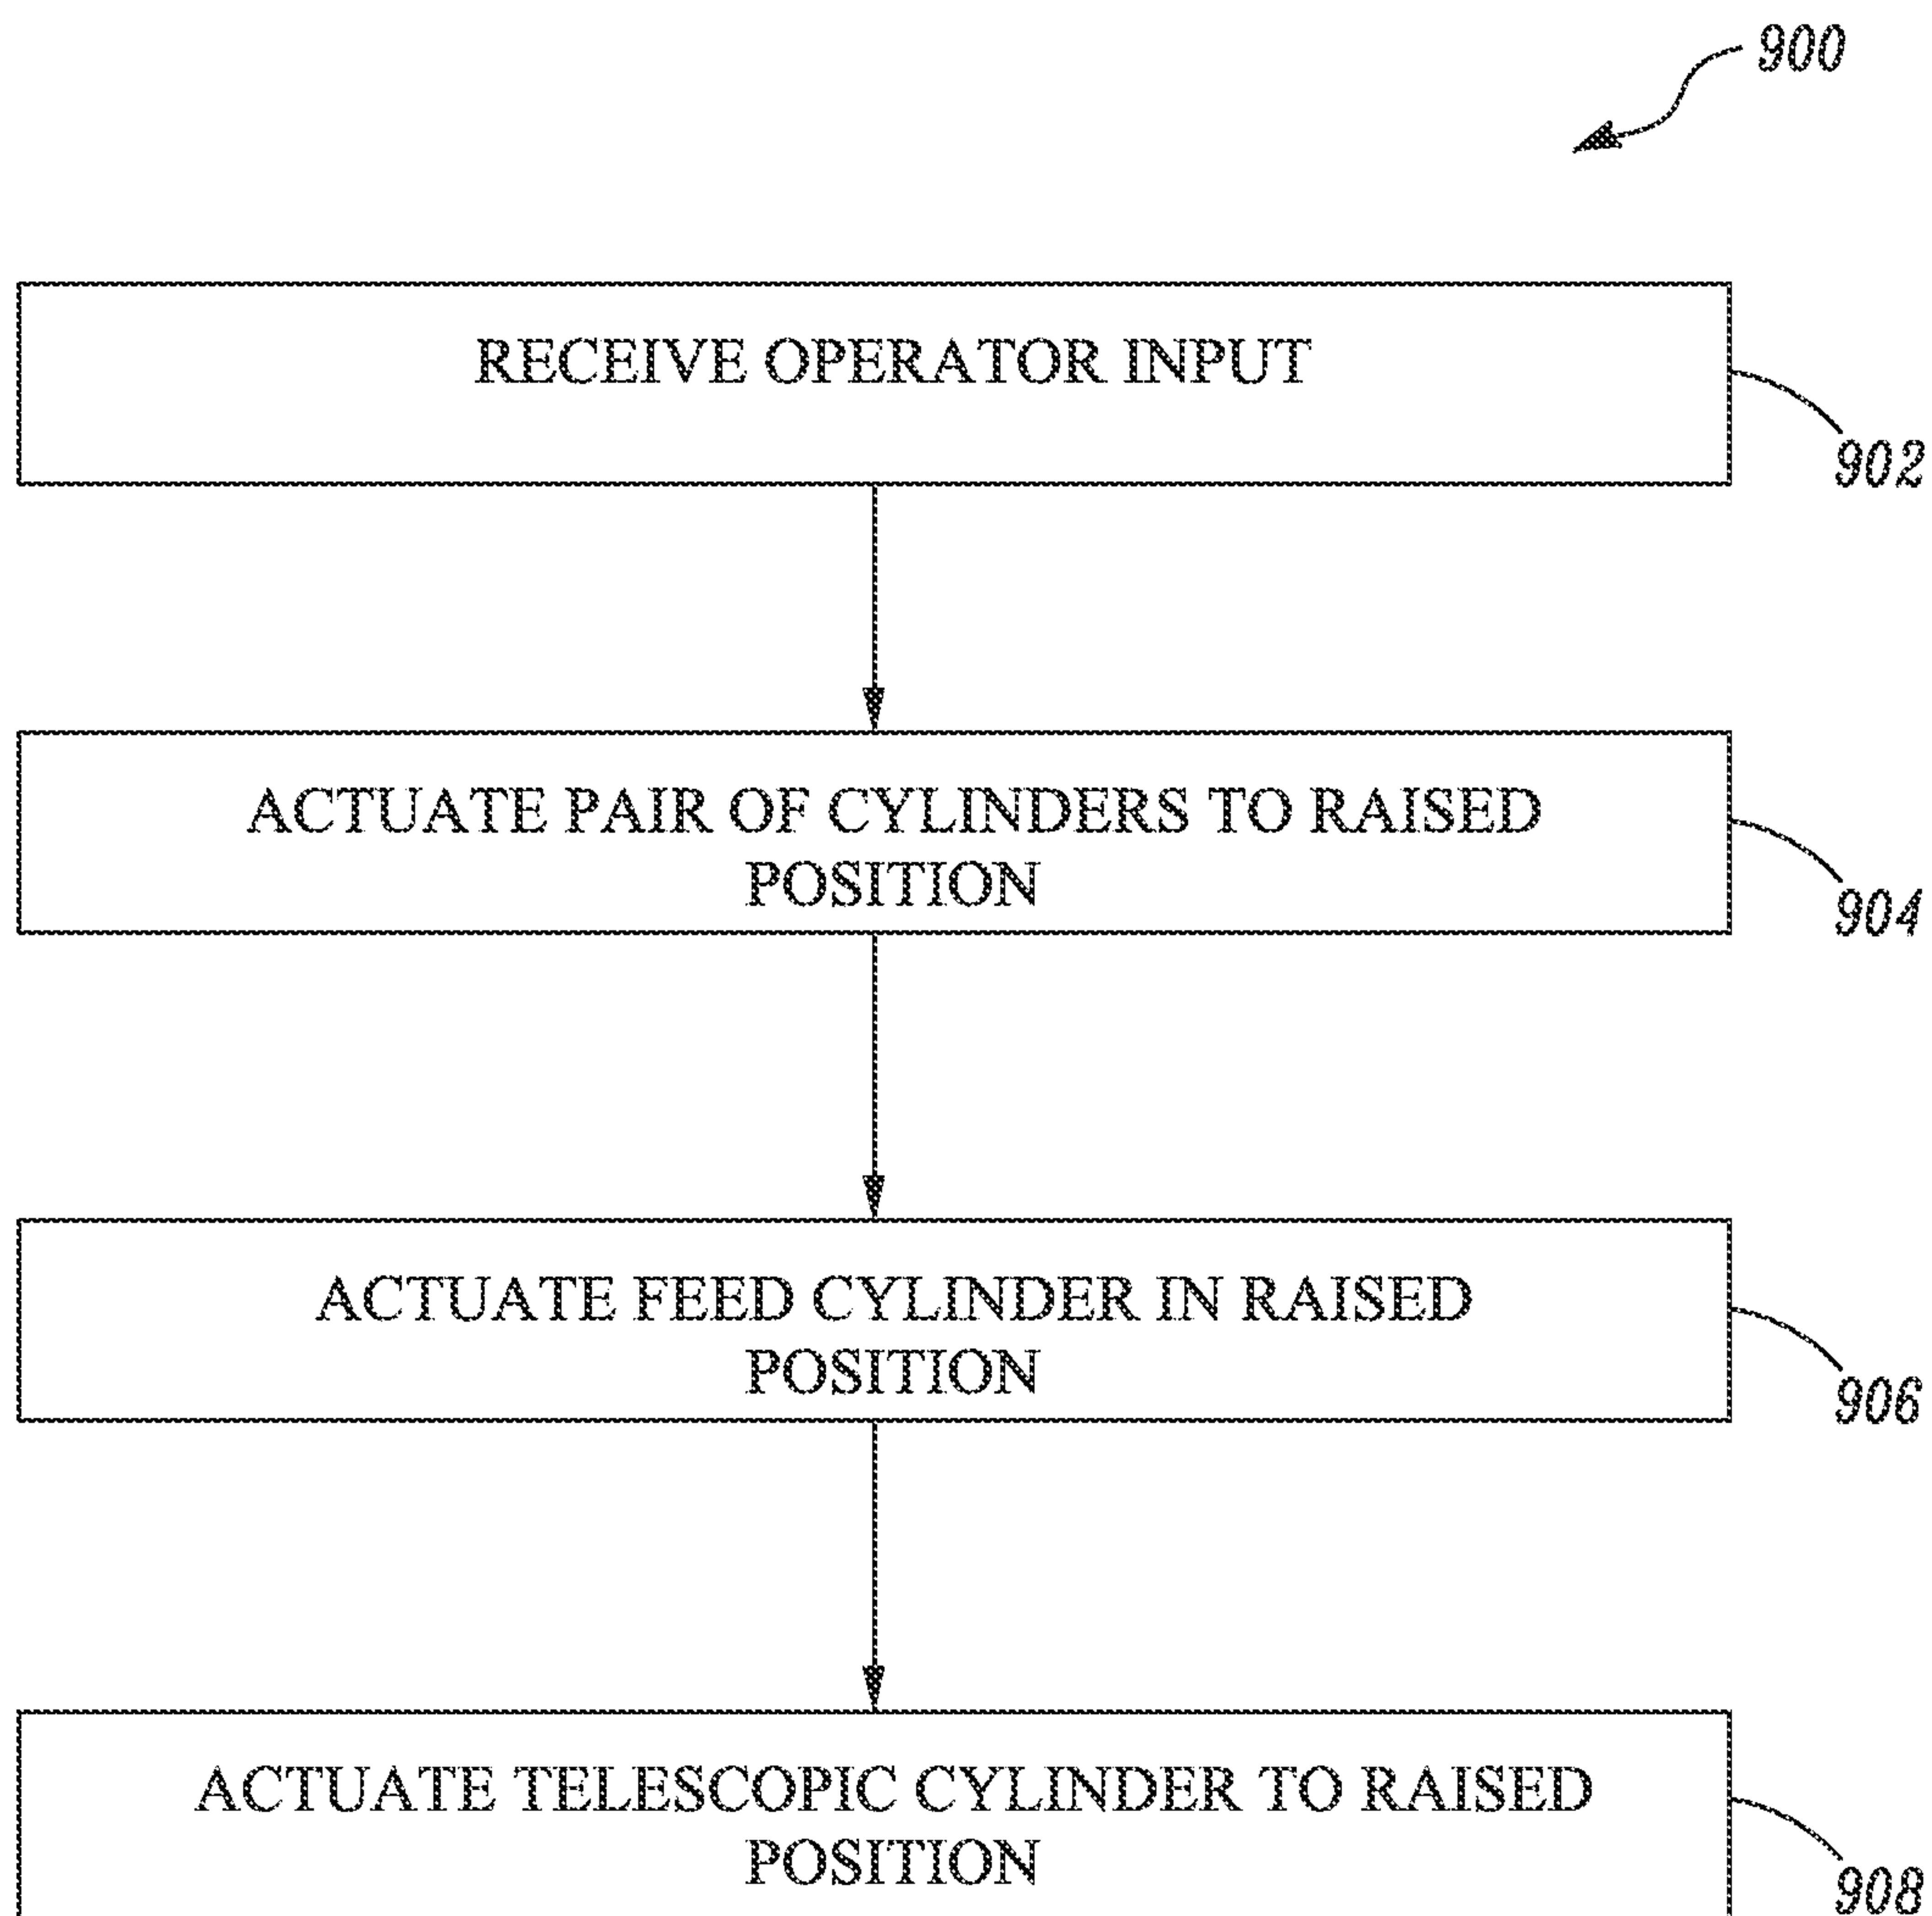 900
RECEIVE OPERATOR INPUT
902
ACTUATE PAIR OF CYLINDERS TO RAISED
POSITION
904
ACTUATE FEED CYLINDER IN RAISED
POSITION
906
ACTUATE TELESCOPIC CYLINDER TO RAISED
POSITION
908